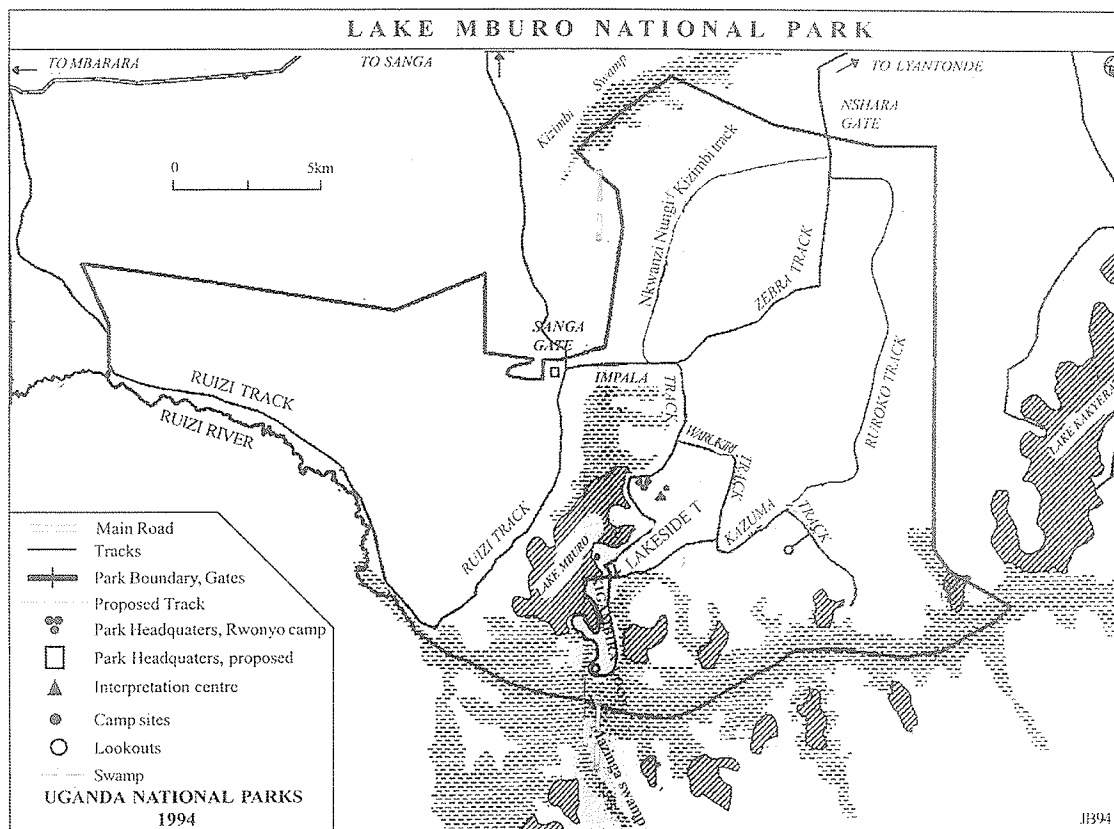 LAKE MBURO NATIONAL PARK
TO MBARARA
TO SANGA
Kizimbi Swamp
TO LYANTONDE
N'SHARA
GATE
0 5km
Nkwanzi Nungi/ Kizimbi track
ZEBRA TRACK
SANGA
GATE
IMPALA TRACK
RUIZI TRACK
RUIZI RIVER
RUROKO TRACK
LAKE KAKYERA
WARUKIRI TRACK
RUIZI TRACK
LAKE MBURO
LAKESIDE T
KAZUMA TRACK
Main Road
Tracks
Park Boundary, Gates
Proposed Track
Park Headquaters, Rwonyo camp
Park Headquaters, proposed
Interpretation centre
Camp sites
Lookouts
Swamp
UGANDA NATIONAL PARKS
1994
swamp
JB94